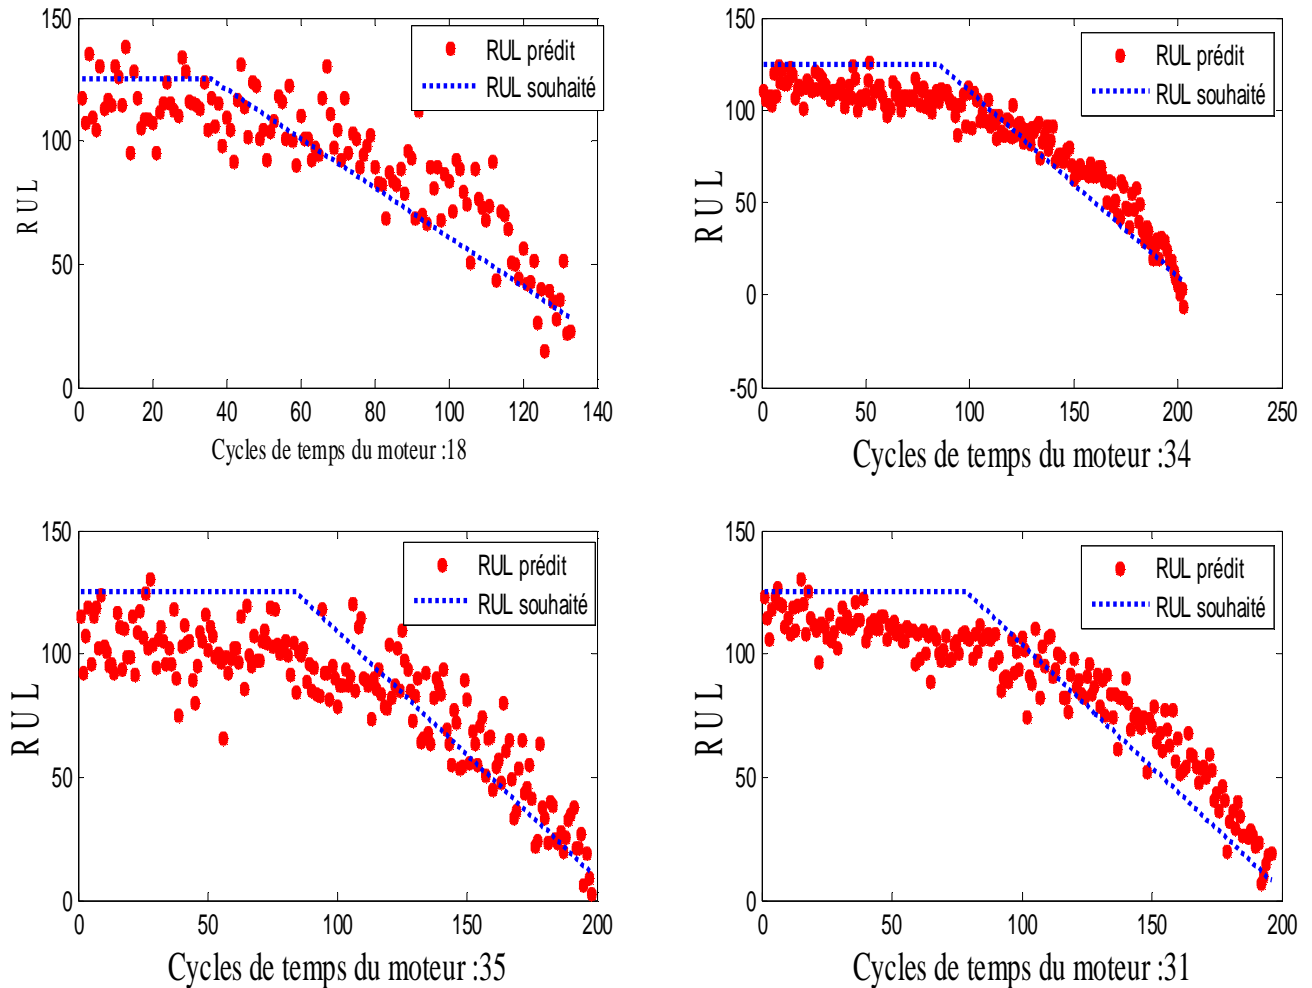 150
100
50
0
R U L
RUL prédit
RUL souhaité
0 20 40 60 80 100 120 140
Cycles de temps du moteur :18
150
100
50
0
-50
R U L
RUL prédit
RUL souhaité
0 50 100 150 200 250
Cycles de temps du moteur :34
150
100
50
0
R U L
RUL prédit
RUL souhaité
0 50 100 150 200
Cycles de temps du moteur :35
150
100
50
0
R U L
RUL prédit
RUL souhaité
0 50 100 150 200
Cycles de temps du moteur :31